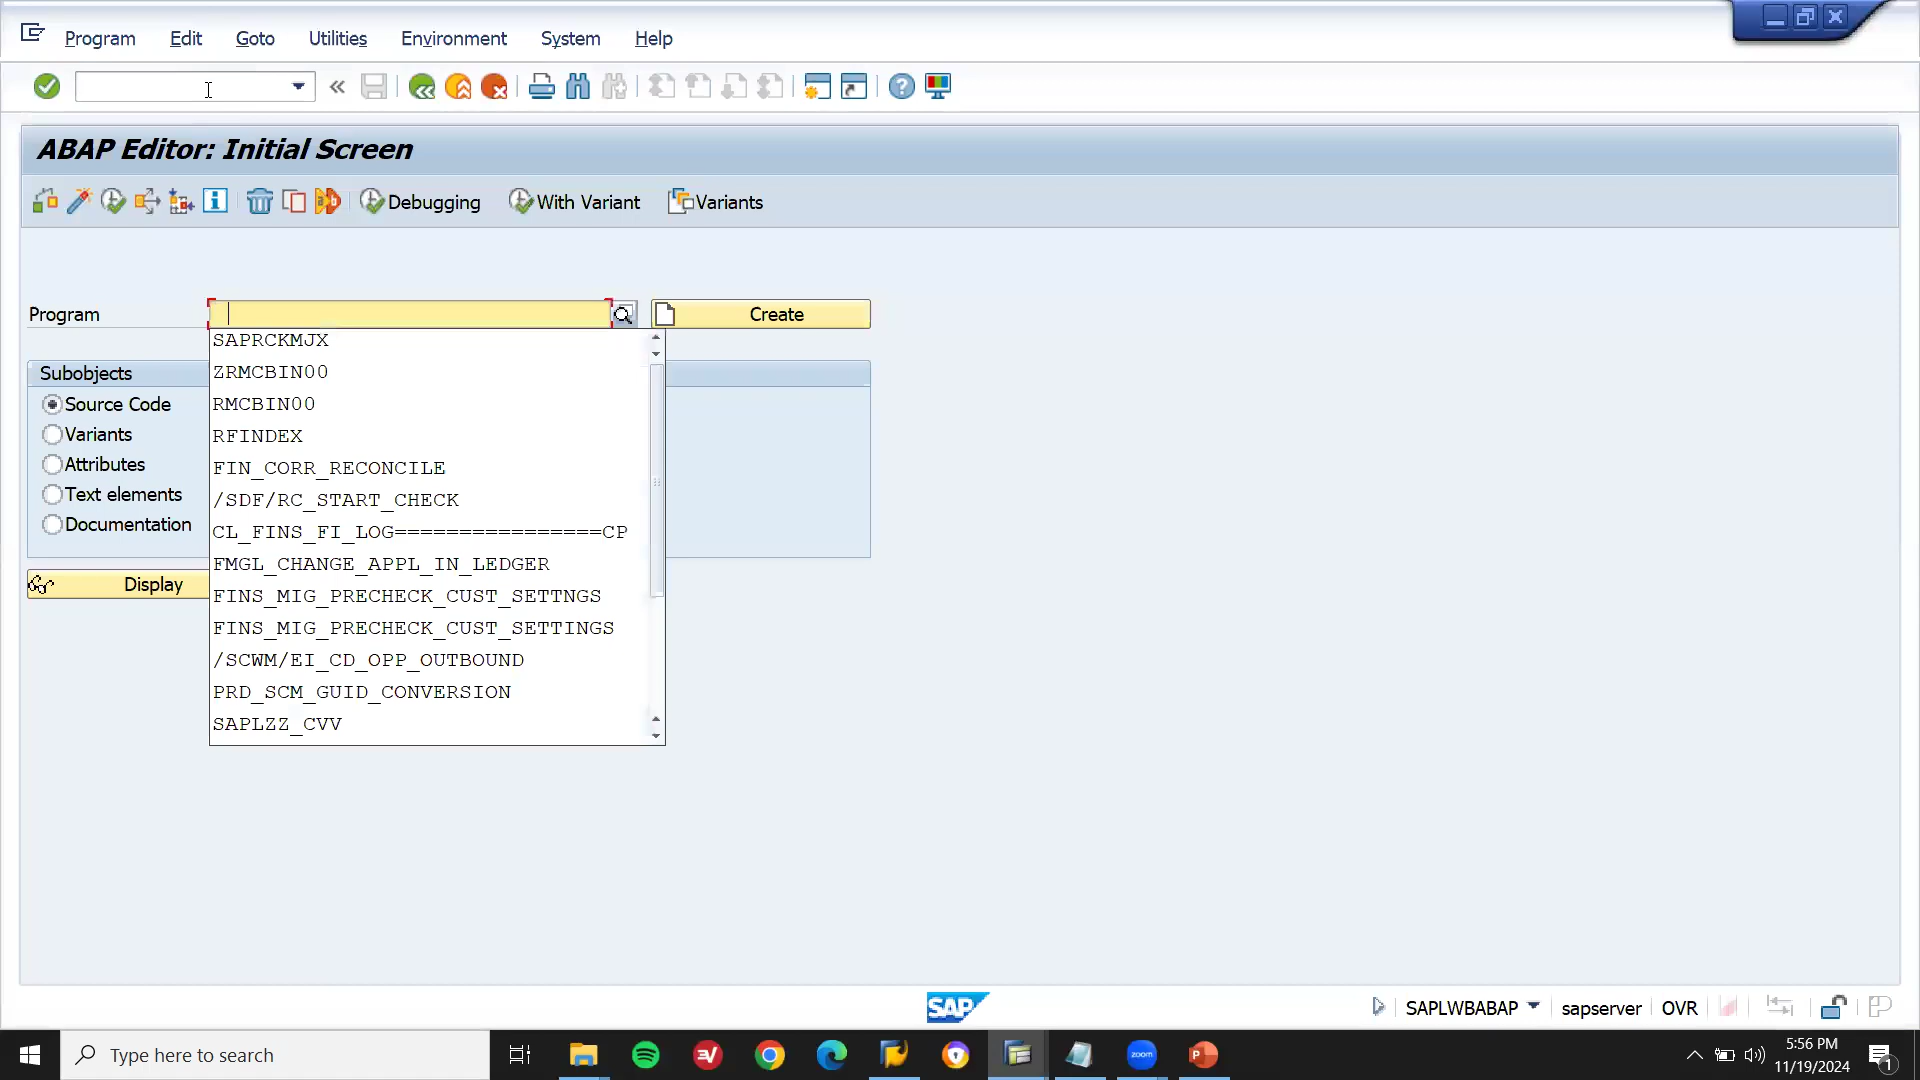 Program Edit Goto Utilities Environment System Help
ABAP Editor: Initial Screen
Debugging With Variant Variants
Program Create
SAPRCKMJX
ZRMCBIN00
RMCBIN00
RFINDEX
FIN_CORR_RECONCILE
/SDF/RC_START_CHECK
CL_FINS_FI_LOG================CP
FMGL_CHANGE_APPL_IN_LEDGER
FINS_MIG_PRECHECK_CUST_SETTNGS
FINS_MIG_PRECHECK_CUST_SETTINGS
/SCWM/EI_CD_OPP_OUTBOUND
PRD_SCM_GUID_CONVERSION
SAPLZZ_CVV
Subobjects
Source Code
Variants
Attributes
Text elements
Documentation
Display
SAP SAPLWBABAP sapserver OVR
Type here to search
zoom
5:56 PM
11/19/2024
1